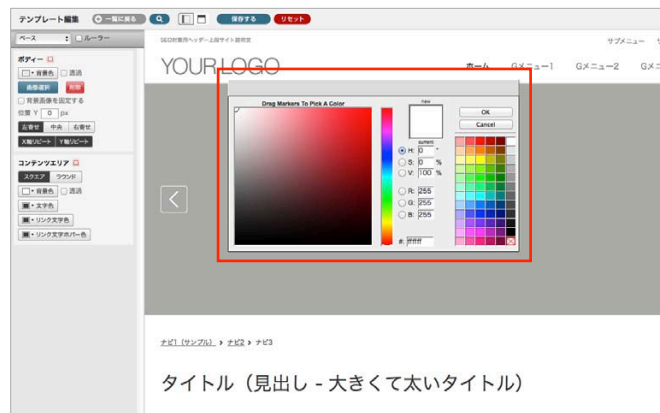 テンプレート編集 一覧に戻る 保存する リセット
ベース ルーラー
ボディー
背景色 透過
画像選択 削除
背景画像を固定する
位置 Y 0 px
左寄せ 中央 右寄せ
X軸リピート Y軸リピート
コンテンツエリア
スクエア ラウンド
背景色 透過
文字色
リンク文字色
リンク文字ホバー色
SEO対策用ヘッダー上段サイト説明文
サブメニュー
YOUR LOGO
ホーム Gメニュー1 Gメニュー2 Gメニ
Drag Markers To Pick A Color
new
current
OK
Cancel
H: 0 °
S: 0 %
V: 100 %
R: 255
G: 255
B: 255
#: ffffff
ナビ1（サンプル） › ナビ2 › ナビ3
タイトル（見出し - 大きくて太いタイトル）